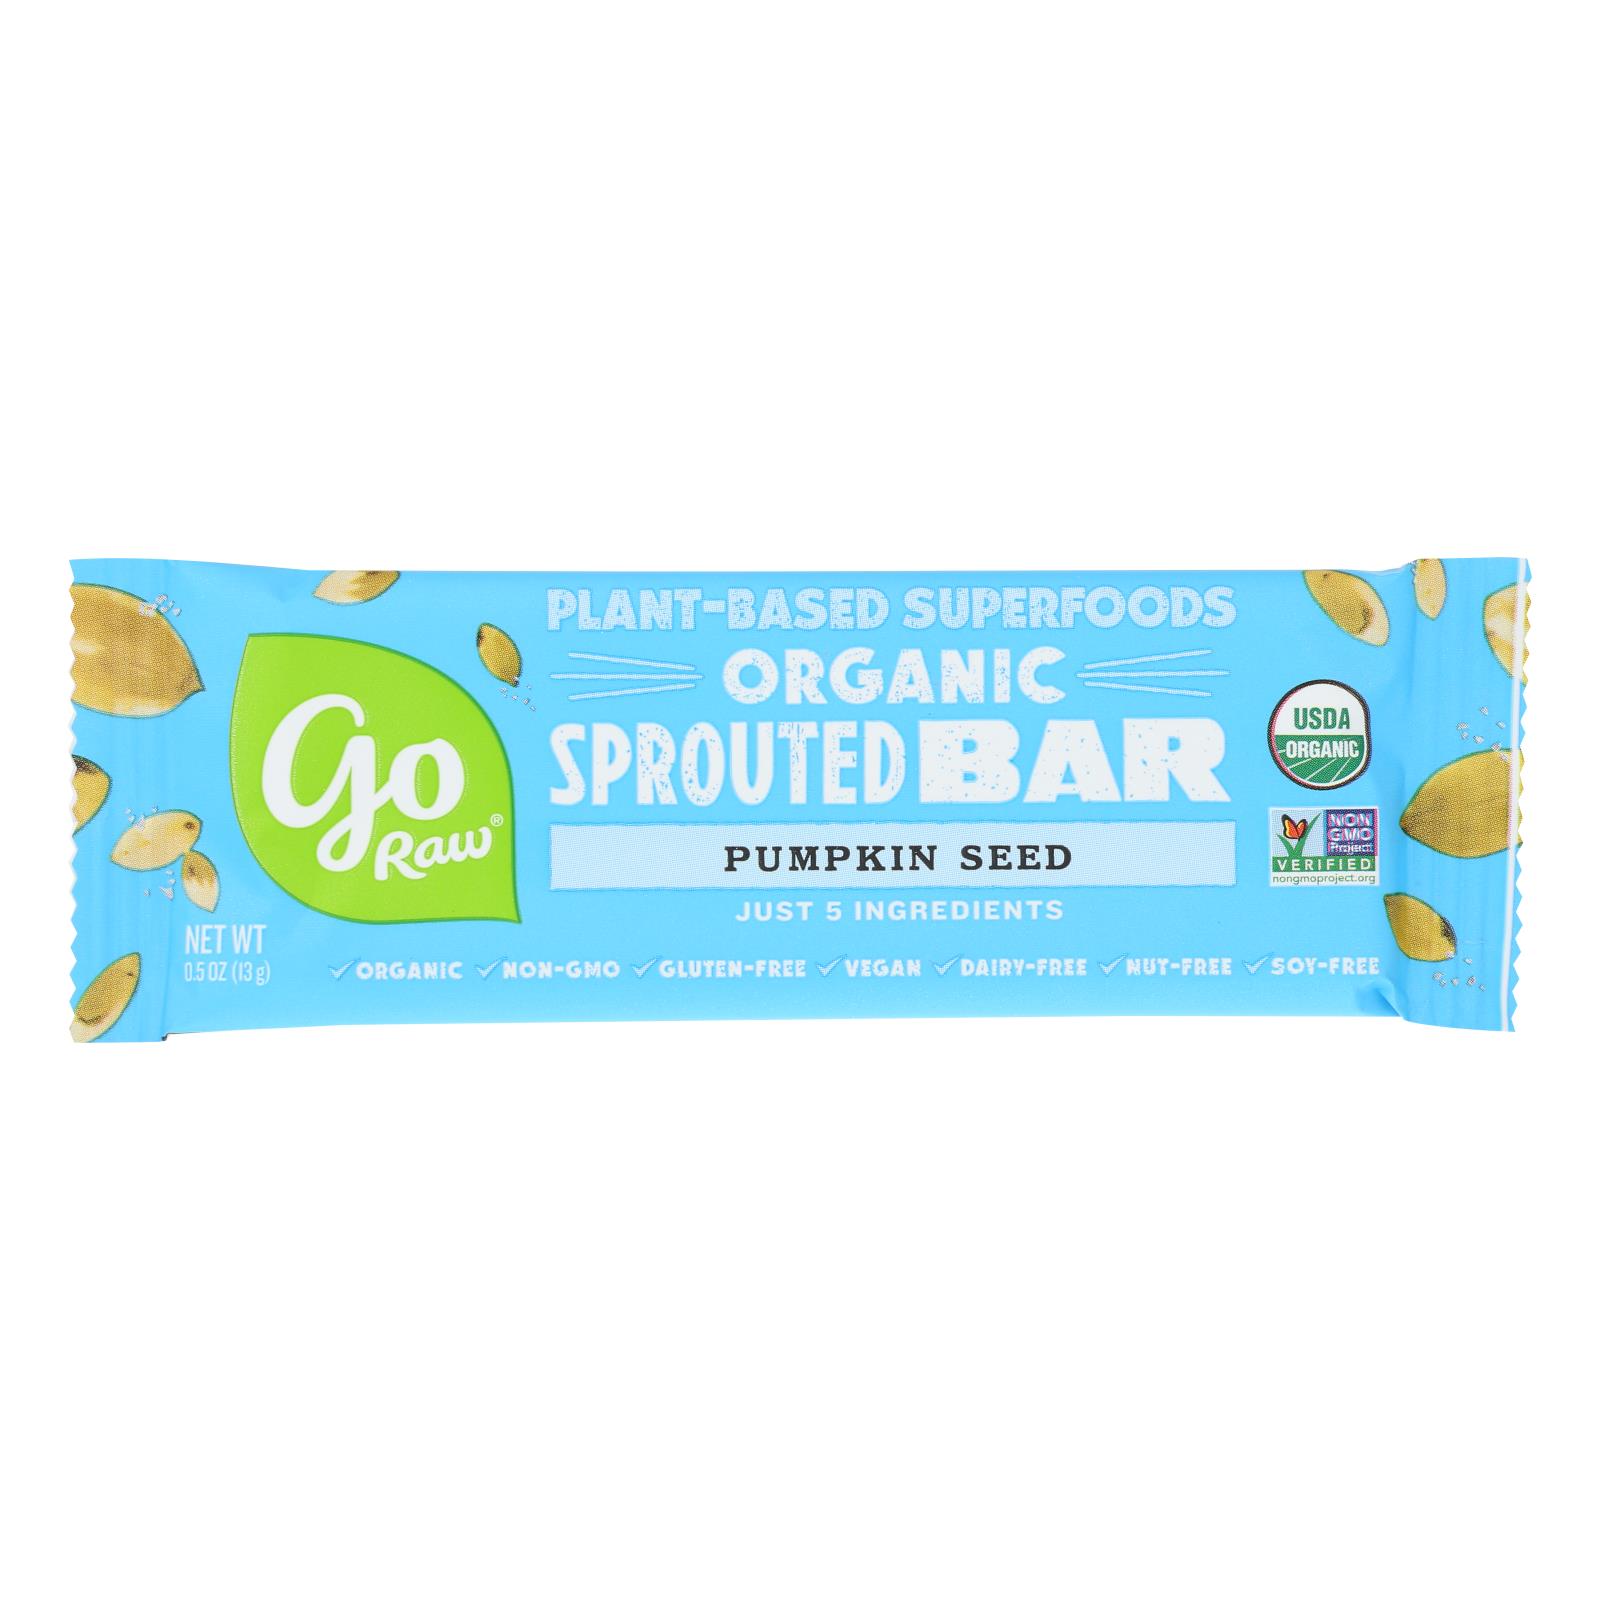 PLANT-BASED SUPERFOODS
ORGANIC
SPROUTED BAR
PUMPKIN SEED
JUST 5 INGREDIENTS
go
Raw®
NET WT
0.5 OZ (13 g)
ORGANIC NON-GMO GLUTEN-FREE VEGAN DAIRY-FREE NUT-FREE SOY-FREE
USDA
ORGANIC
NON
GMO
Project
VERIFIED
nongmoproject.org